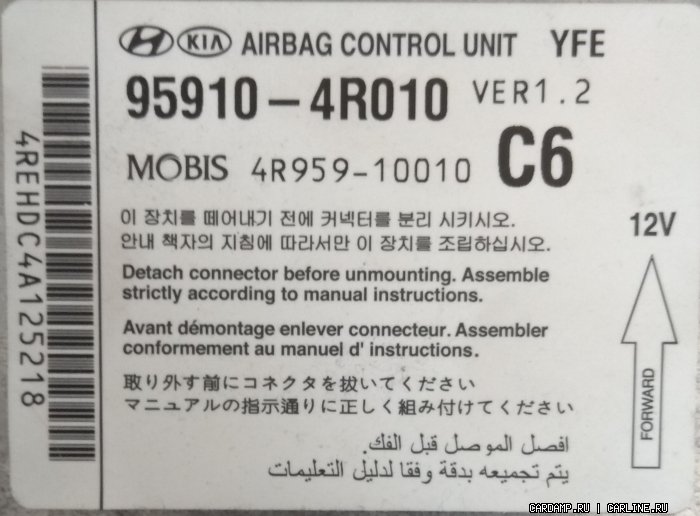 HYUNDAI KIA AIRBAG CONTROL UNIT YFE
95910-4R010 VER1.2
MOBIS 4R959-10010 C6
이 장치를 떼어내기 전에 커넥터를 분리 시키시오.
안내 책자의 지침에 따라서만 이 장치를 조립하십시오.
12V
Detach connector before unmounting. Assemble
strictly according to manual instructions.
Avant démontage enlever connecteur. Assembler
conformement au manuel d' instructions.
取り外す前にコネクタを抜いてください
マニュアルの指示通りに正しく組み付けてください
افصل الموصل قبل الفك.
يتم تجميعه بدقة وفقا لدليل التعليمات
FORWARD
4REHDC4A125218
CARDAMP.RU | CARLINE.RU